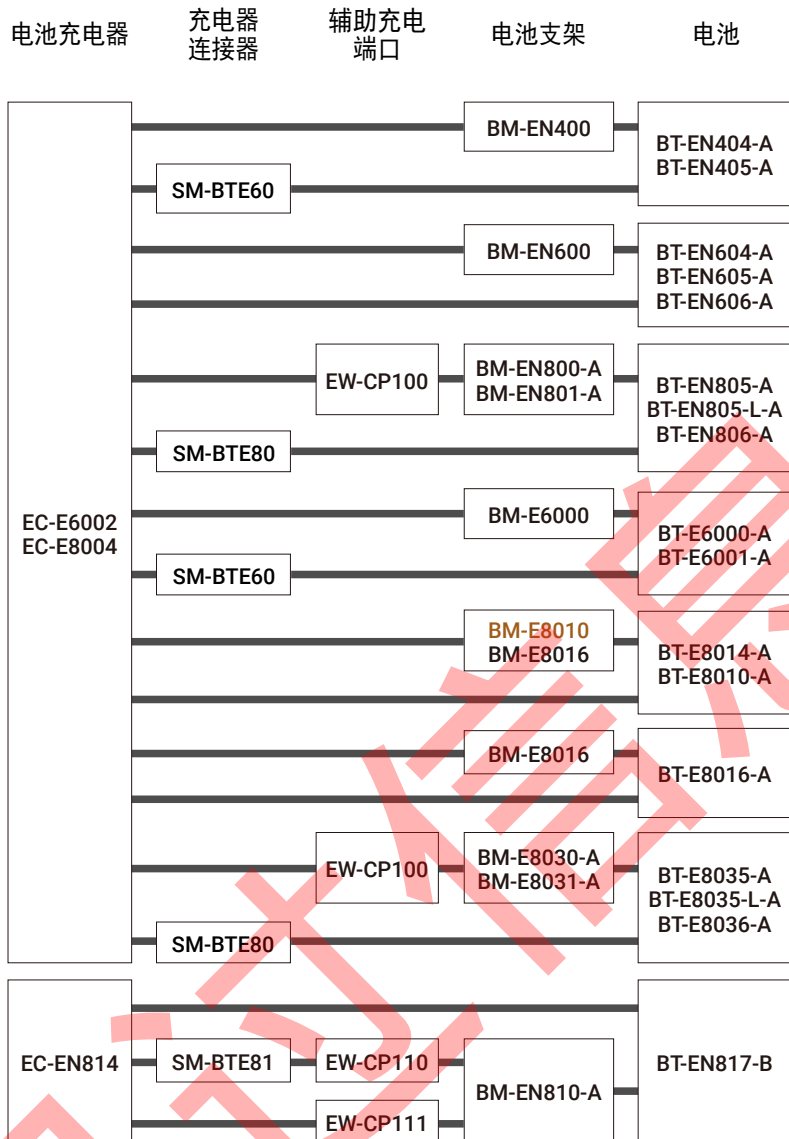 电池充电器
充电器
连接器
辅助充电
端口
电池支架
电池
EC-E6002
EC-E8004
BM-EN400
BT-EN404-A
BT-EN405-A
SM-BTE60
BM-EN600
BT-EN604-A
BT-EN605-A
BT-EN606-A
EW-CP100
BM-EN800-A
BM-EN801-A
BT-EN805-A
BT-EN805-L-A
BT-EN806-A
SM-BTE80
BM-E6000
BT-E6000-A
BT-E6001-A
SM-BTE60
BM-E8010
BM-E8016
BT-E8014-A
BT-E8010-A
BM-E8016
BT-E8016-A
EW-CP100
BM-E8030-A
BM-E8031-A
BT-E8035-A
BT-E8035-L-A
BT-E8036-A
SM-BTE80
EC-EN814
SM-BTE81
EW-CP110
BM-EN810-A
BT-EN817-B
EW-CP111
过信息